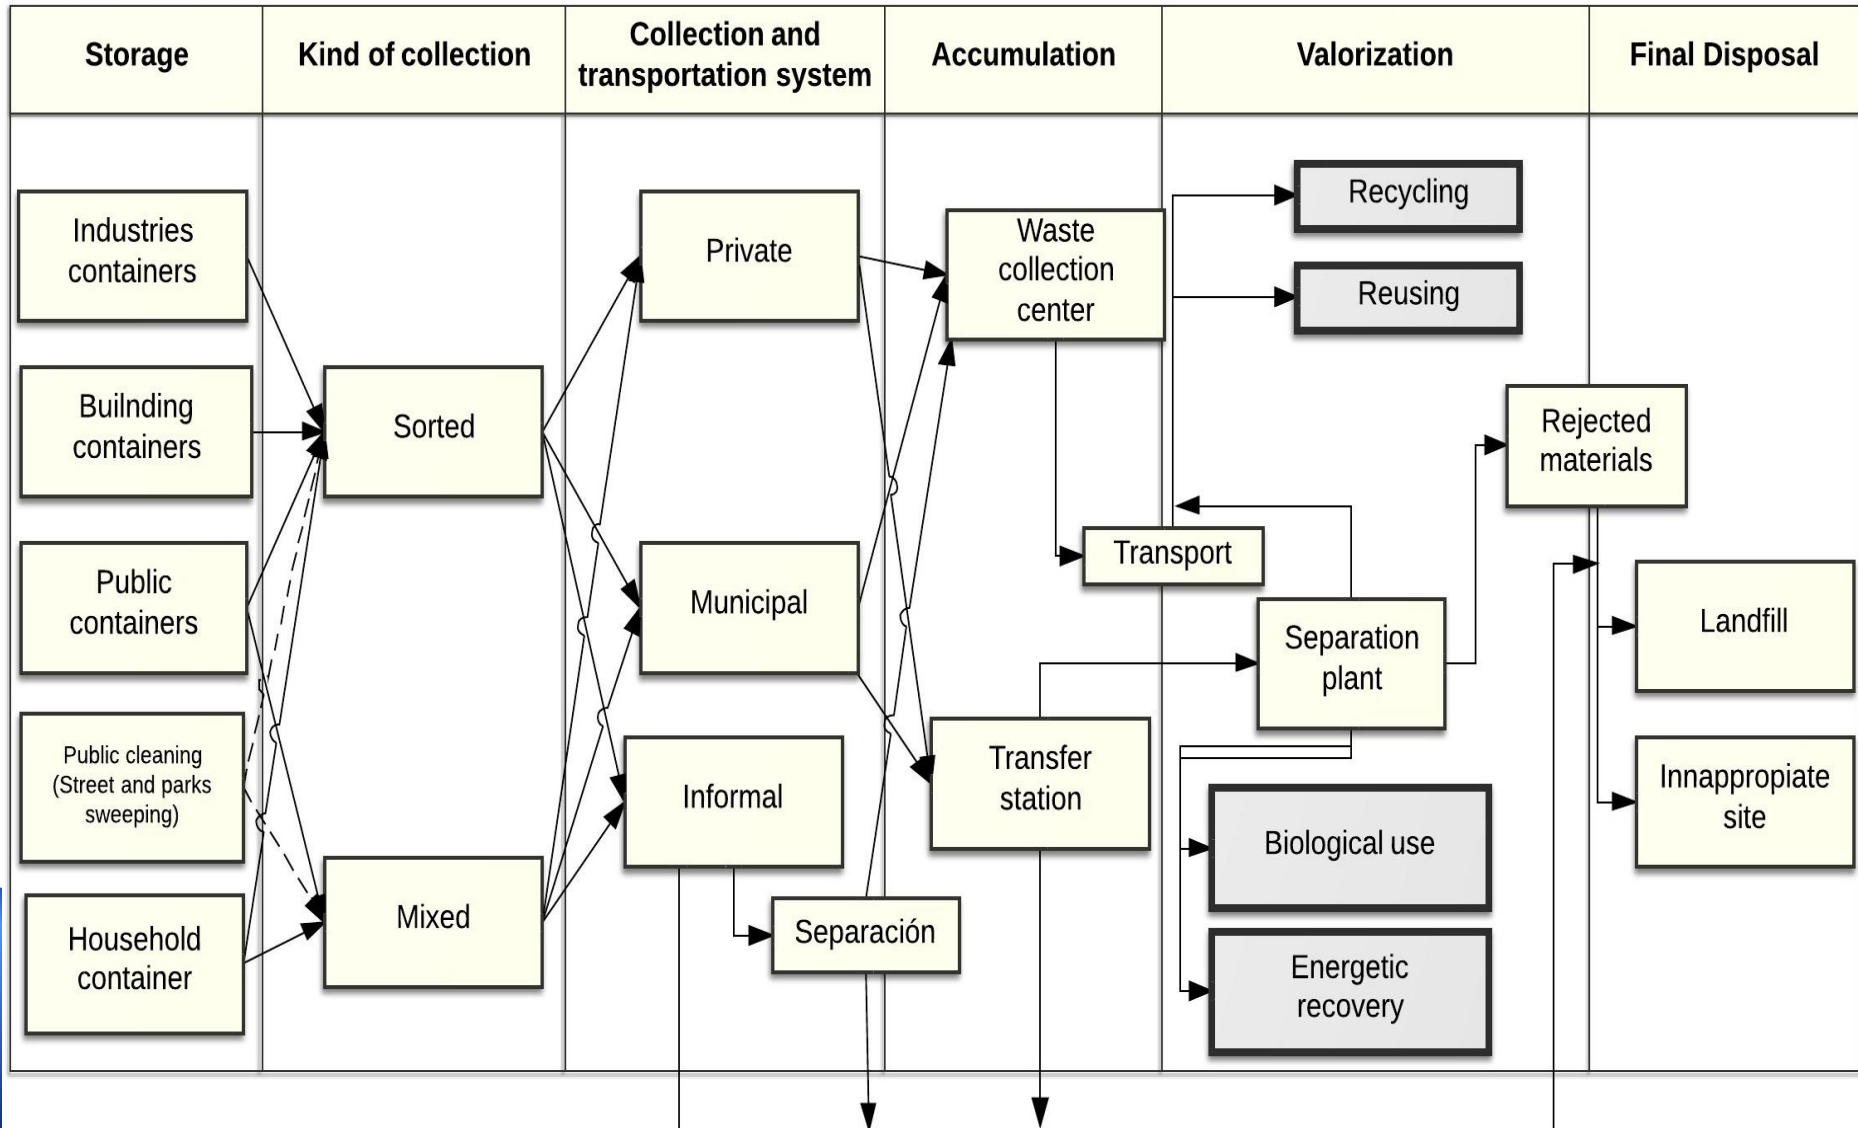 Storage
Kind of collection
Collection and
transportation system
Accumulation
Valorization
Final Disposal
Industries
containers
Builnding
containers
Public
containers
Public cleaning
(Street and parks
sweeping)
Household
container
Sorted
Mixed
Private
Municipal
Informal
Separación
Waste
collection
center
Transport
Transfer
station
Recycling
Reusing
Separation
plant
Biological use
Energetic
recovery
Rejected
materials
Landfill
Innappropiate
site